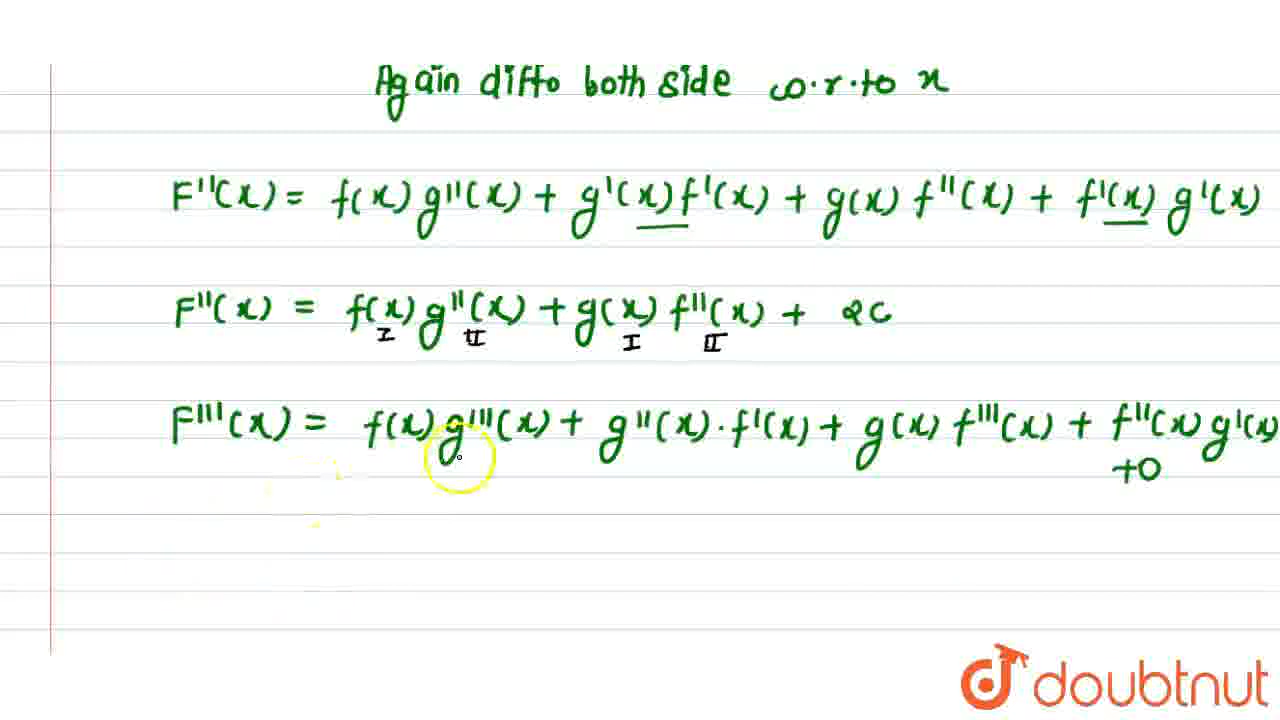 Again diffo both side w.r.to x
F''(x) = f(x) g''(x) + g'(x) f'(x) + g(x) f''(x) + f'(x) g'(x)
F''(x) = f(x) g''(x) + g(x) f''(x) + 2c
I II I II
F'''(x) = f(x) g'''(x) + g''(x) · f'(x) + g(x) f'''(x) + f''(x) g'(x)
+0
doubtnut